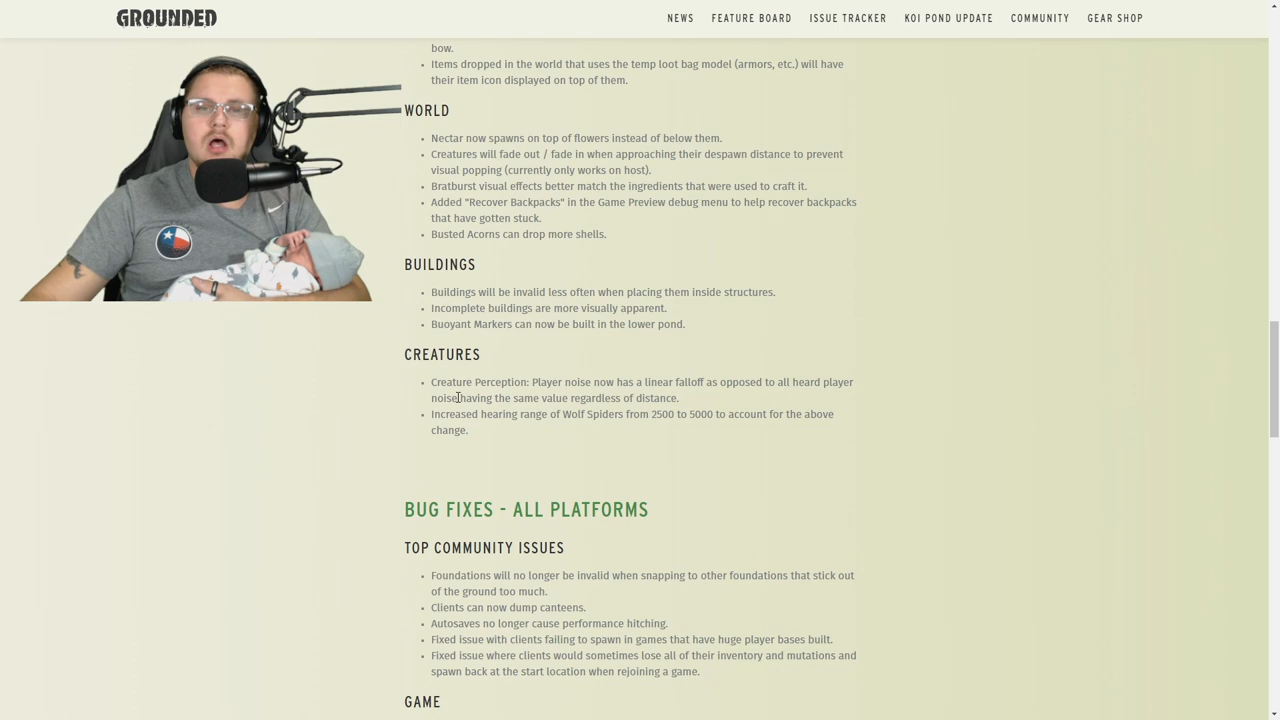 GROUNDED
NEWS FEATURE BOARD ISSUE TRACKER KOI POND UPDATE COMMUNITY GEAR SHOP
bow.
• Items dropped in the world that uses the temp loot bag model (armors, etc.) will have
their item icon displayed on top of them.
WORLD
• Nectar now spawns on top of flowers instead of below them.
• Creatures will fade out / fade in when approaching their despawn distance to prevent
visual popping (currently only works on host).
• Bratburst visual effects better match the ingredients that were used to craft it.
• Added "Recover Backpacks" in the Game Preview debug menu to help recover backpacks
that have gotten stuck.
• Busted Acorns can drop more shells.
BUILDINGS
• Buildings will be invalid less often when placing them inside structures.
• Incomplete buildings are more visually apparent.
• Buoyant Markers can now be built in the lower pond.
CREATURES
• Creature Perception: Player noise now has a linear falloff as opposed to all heard player
noise having the same value regardless of distance.
• Increased hearing range of Wolf Spiders from 2500 to 5000 to account for the above
change.
BUG FIXES - ALL PLATFORMS
TOP COMMUNITY ISSUES
• Foundations will no longer be invalid when snapping to other foundations that stick out
of the ground too much.
• Clients can now dump canteens.
• Autosaves no longer cause performance hitching.
• Fixed issue with clients failing to spawn in games that have huge player bases built.
• Fixed issue where clients would sometimes lose all of their inventory and mutations and
spawn back at the start location when rejoining a game.
GAME